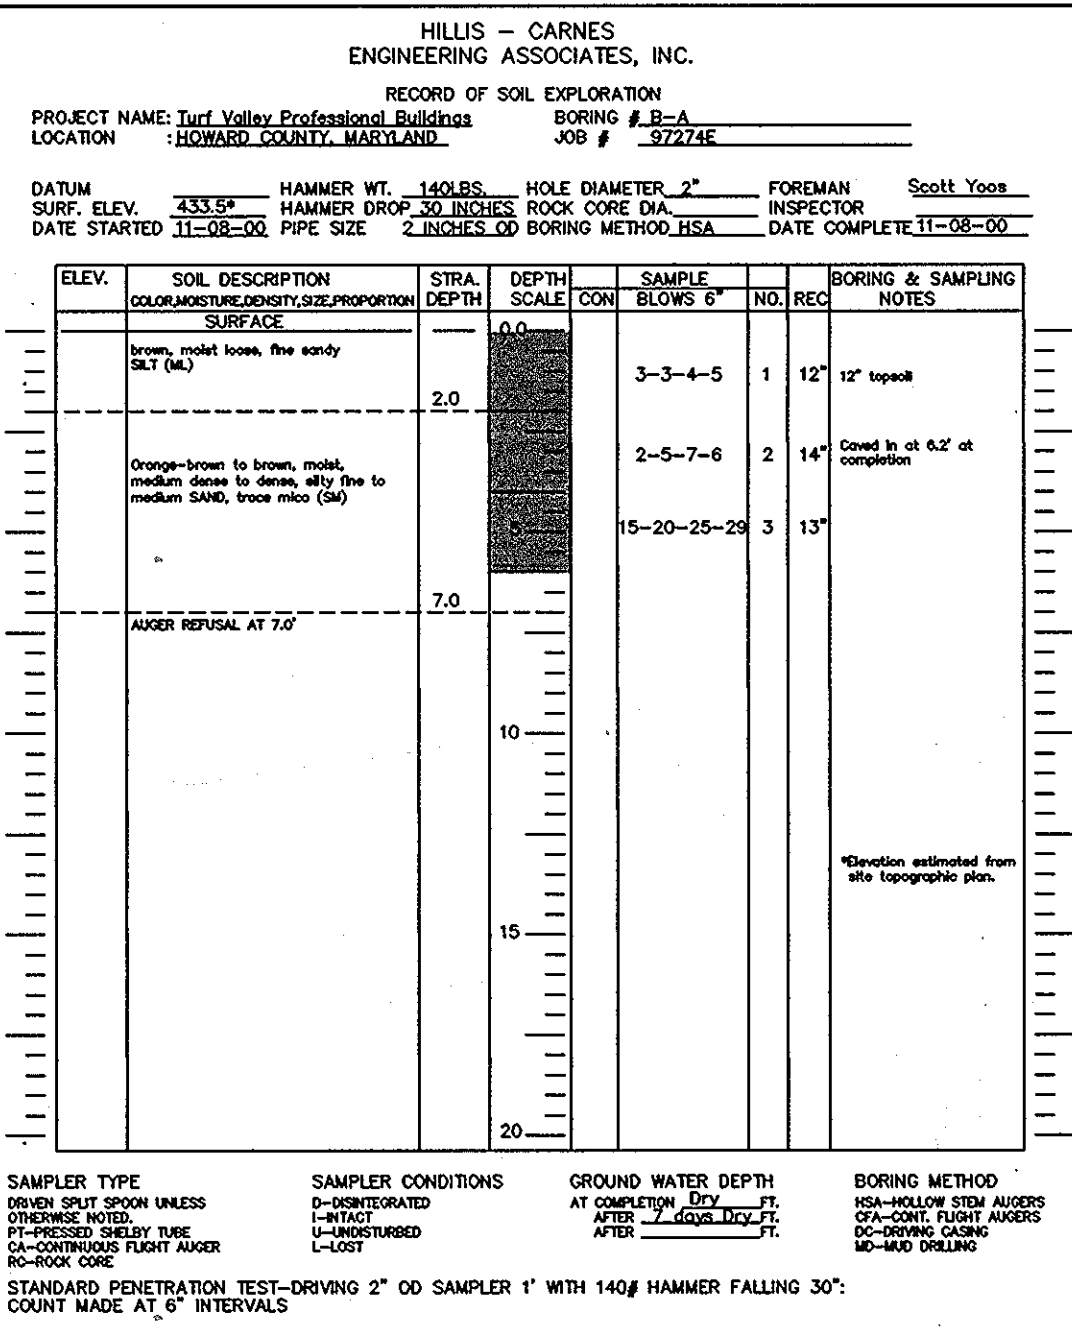 HILLIS – CARNES
ENGINEERING ASSOCIATES, INC.
RECORD OF SOIL EXPLORATION
PROJECT NAME: Turf Valley Professional Buildings BORING # B–A
LOCATION : HOWARD COUNTY, MARYLAND JOB # 97274E
DATUM HAMMER WT. 140LBS. HOLE DIAMETER 2" FOREMAN Scott Yoos
SURF. ELEV. 433.5* HAMMER DROP 30 INCHES ROCK CORE DIA. INSPECTOR
DATE STARTED 11–08–00 PIPE SIZE 2 INCHES OD BORING METHOD HSA DATE COMPLETE 11–08–00
ELEV. SOIL DESCRIPTION STRA. DEPTH SAMPLE BORING & SAMPLING
COLOR,MOISTURE,DENSITY,SIZE,PROPORTION DEPTH SCALE CON BLOWS 6" NO. REC NOTES
SURFACE
0.0
brown, moist loose, fine sandy
SILT (ML)
3–3–4–5 1 12" 12" topsoil
2.0
2–5–7–6 2 14" Caved in at 6.2' at
completion
Orange–brown to brown, moist,
medium dense to dense, silty fine to
medium SAND, trace mica (SM)
5 15–20–25–29 3 13"
7.0
AUGER REFUSAL AT 7.0'
10
*Elevation estimated from
site topographic plan.
15
20
SAMPLER TYPE SAMPLER CONDITIONS GROUND WATER DEPTH BORING METHOD
DRIVEN SPLIT SPOON UNLESS D–DISINTEGRATED AT COMPLETION Dry FT. HSA–HOLLOW STEM AUGERS
OTHERWISE NOTED. I–INTACT AFTER 7 days Dry FT. CFA–CONT. FLIGHT AUGERS
PT–PRESSED SHELBY TUBE U–UNDISTURBED AFTER FT. DC–DRIVING CASING
CA–CONTINUOUS FLIGHT AUGER L–LOST MD–MUD DRILLING
RC–ROCK CORE
STANDARD PENETRATION TEST–DRIVING 2" OD SAMPLER 1' WITH 140# HAMMER FALLING 30":
COUNT MADE AT 6" INTERVALS